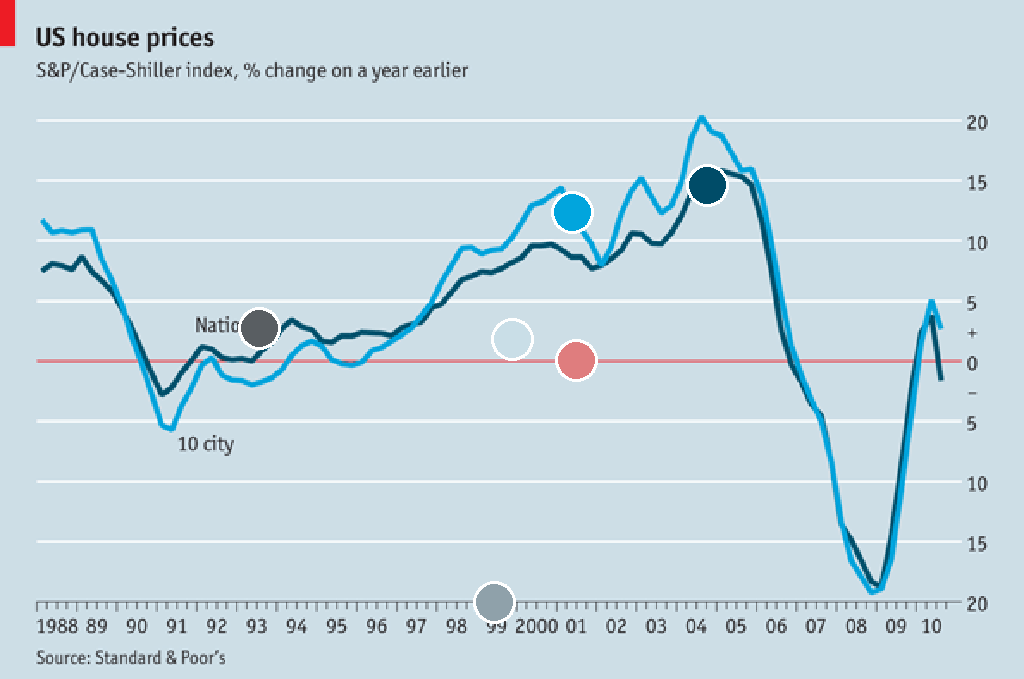 US house prices
S&P/Case-Shiller index, % change on a year earlier
20
15
10
5
+
0
–
5
10
15
20
10 city
1988 89 90 91 92 93 94 95 96 97 98 99 2000 01 02 03 04 05 06 07 08 09 10
Source: Standard & Poor's